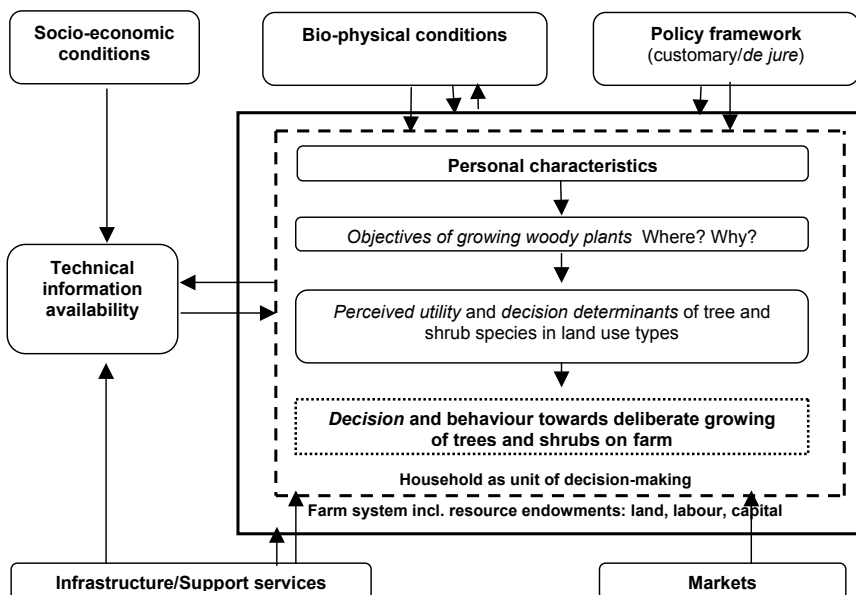 Socio-economic
conditions
Bio-physical conditions
Policy framework
(customary/de jure)
Personal characteristics
Objectives of growing woody plants Where? Why?
Technical
information
availability
Perceived utility and decision determinants of tree and
shrub species in land use types
Decision and behaviour towards deliberate growing
of trees and shrubs on farm
Household as unit of decision-making
Farm system incl. resource endowments: land, labour, capital
Infrastructure/Support services
Markets